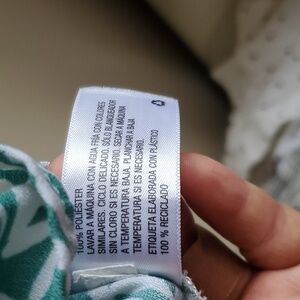 100% POLIESTER
LAVAR A MÁQUINA CON AGUA FRÍA CON COLORES
SIMILARES. CICLO DELICADO. SÓLO BLANQUEADOR
SIN CLORO SI ES NECESARIO. SECAR A MÁQUINA
A TEMPERATURA BAJA. PLANCHAR A BAJA
TEMPERATURA SI ES NECESARIO.
ETIQUETA ELABORADA CON PLÁSTICO
100 % RECICLADO